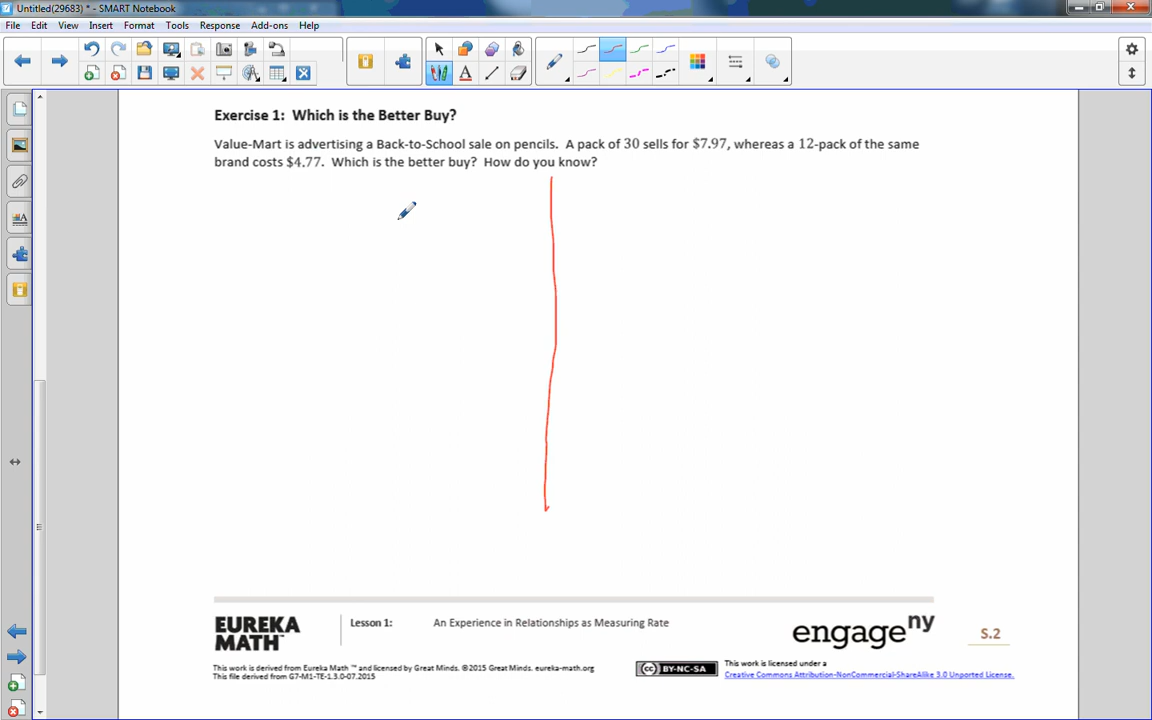 Untitled(29683) * - SMART Notebook
File Edit View Insert Format Tools Response Add-ons Help
Exercise 1: Which is the Better Buy?
Value-Mart is advertising a Back-to-School sale on pencils. A pack of 30 sells for $7.97, whereas a 12-pack of the same
brand costs $4.77. Which is the better buy? How do you know?
EUREKA
MATH™
Lesson 1: An Experience in Relationships as Measuring Rate
engageny
S.2
This work is derived from Eureka Math ™ and licensed by Great Minds. ©2015 Great Minds. eureka-math.org
This file derived from G7-M1-TE-1.3.0-07.2015
cc BY-NC-SA
This work is licensed under a
Creative Commons Attribution-NonCommercial-ShareAlike 3.0 Unported License.